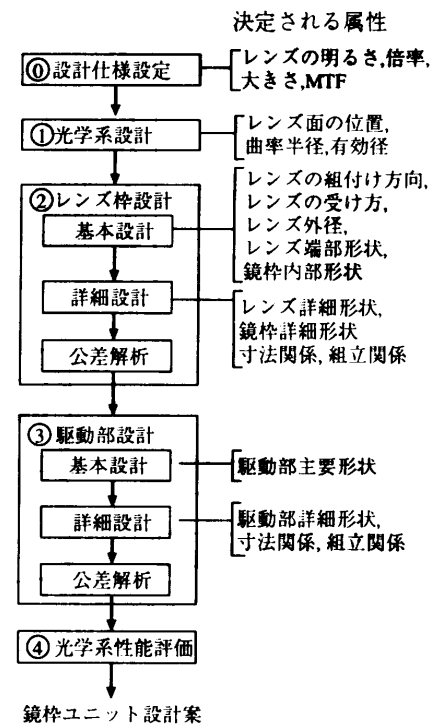 決定される属性
⓪設計仕様設定
レンズの明るさ,倍率,
大きさ,MTF
①光学系設計
レンズ面の位置,
曲率半径,有効径
②レンズ枠設計
基本設計
レンズの組付け方向,
レンズの受け方,
レンズ外径,
レンズ端部形状,
鏡枠内部形状
詳細設計
レンズ詳細形状,
鏡枠詳細形状
寸法関係,組立関係
公差解析
③駆動部設計
基本設計
駆動部主要形状
詳細設計
駆動部詳細形状,
寸法関係,組立関係
公差解析
④光学系性能評価
鏡枠ユニット設計案